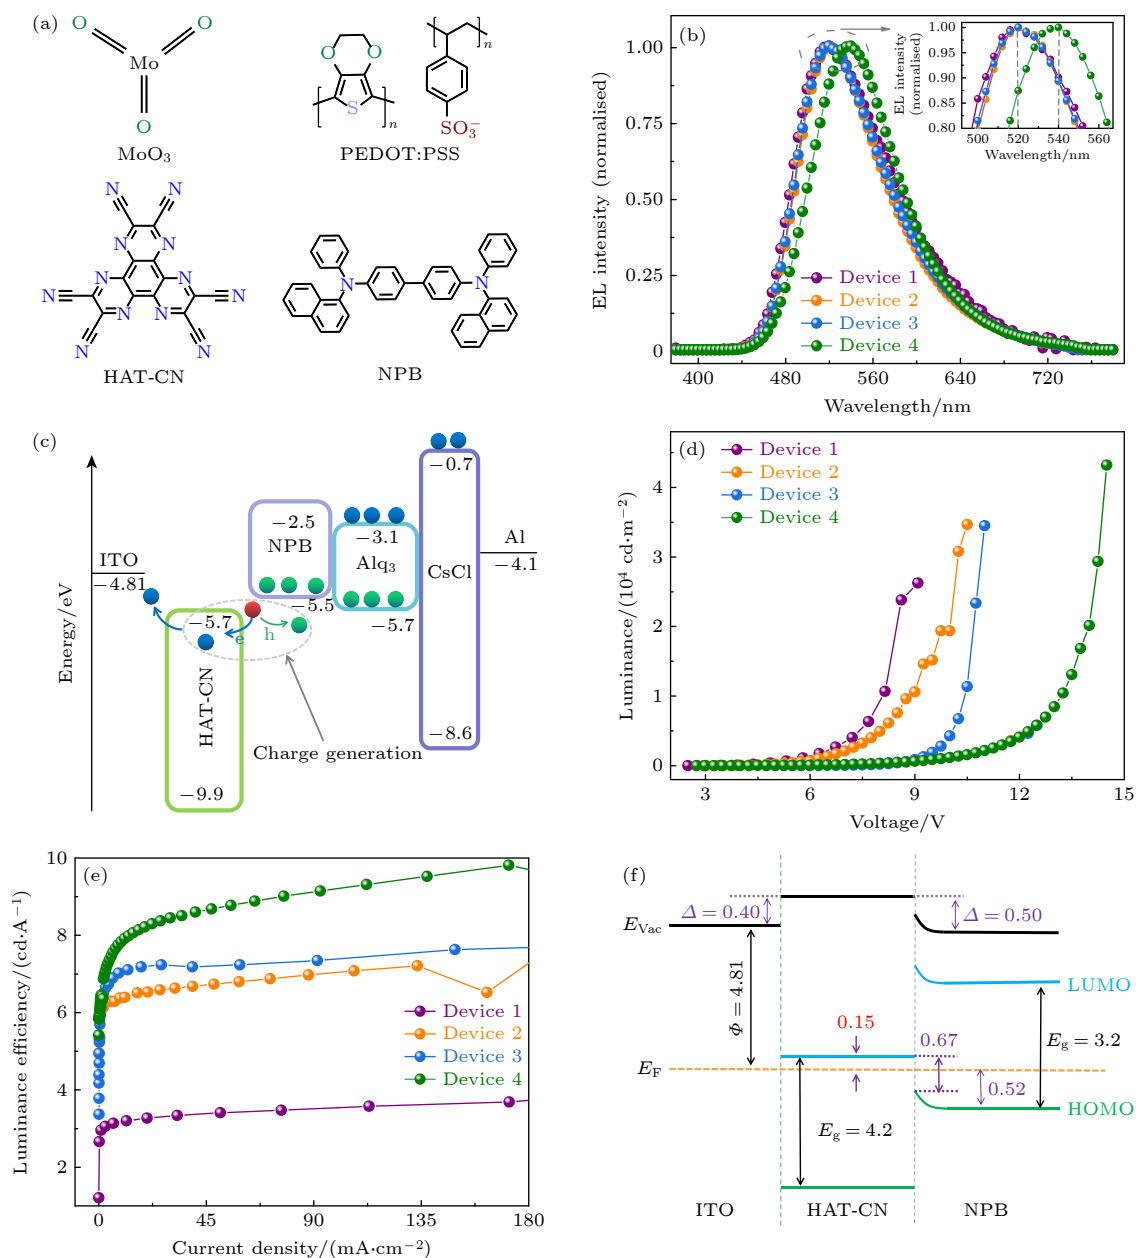 (a)
O
O
Mo
O
MoO₃
O
O
S
n
n
SO₃⁻
PEDOT:PSS
N
N
N
N
N
N
N
N
N
N
N
N
HAT-CN
N
N
NPB
(b)
EL intensity (normalised)
1.00
0.75
0.50
0.25
0
400
480
560
640
720
Wavelength/nm
Device 1
Device 2
Device 3
Device 4
EL intensity
(normalised)
1.00
0.95
0.90
0.85
0.80
500
520
540
560
Wavelength/nm
(c)
Energy/eV
ITO
−4.81
−5.7
HAT-CN
−9.9
e
h
−2.5
NPB
−5.5
−3.1
Alq₃
−5.7
−0.7
CsCl
−8.6
Al
−4.1
Charge generation
(d)
Luminance/(10⁴ cd·m⁻²)
4
3
2
1
0
3
6
9
12
15
Voltage/V
Device 1
Device 2
Device 3
Device 4
(e)
Luminance efficiency/(cd·A⁻¹)
10
8
6
4
2
0
45
90
135
180
Current density/(mA·cm⁻²)
Device 1
Device 2
Device 3
Device 4
(f)
Δ = 0.40
Δ = 0.50
E_Vac
Φ = 4.81
LUMO
0.15
0.67
E_g = 3.2
E_F
0.52
HOMO
E_g = 4.2
ITO
HAT-CN
NPB